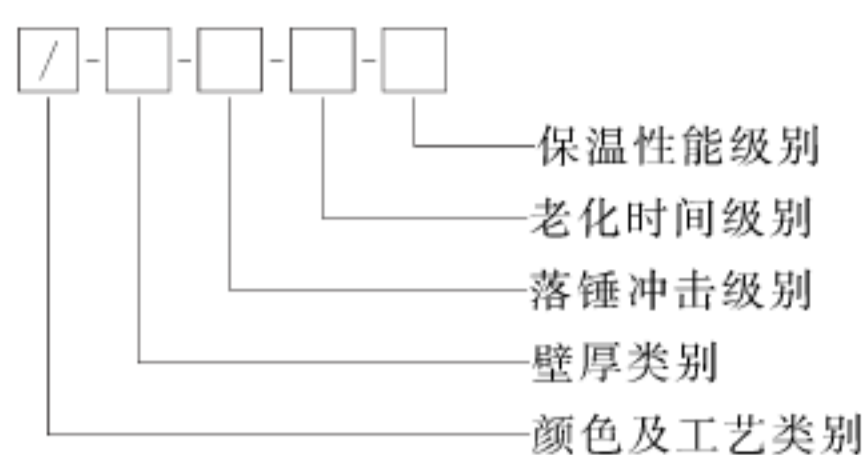 / - - - -
保温性能级别
老化时间级别
落锤冲击级别
壁厚类别
颜色及工艺类别